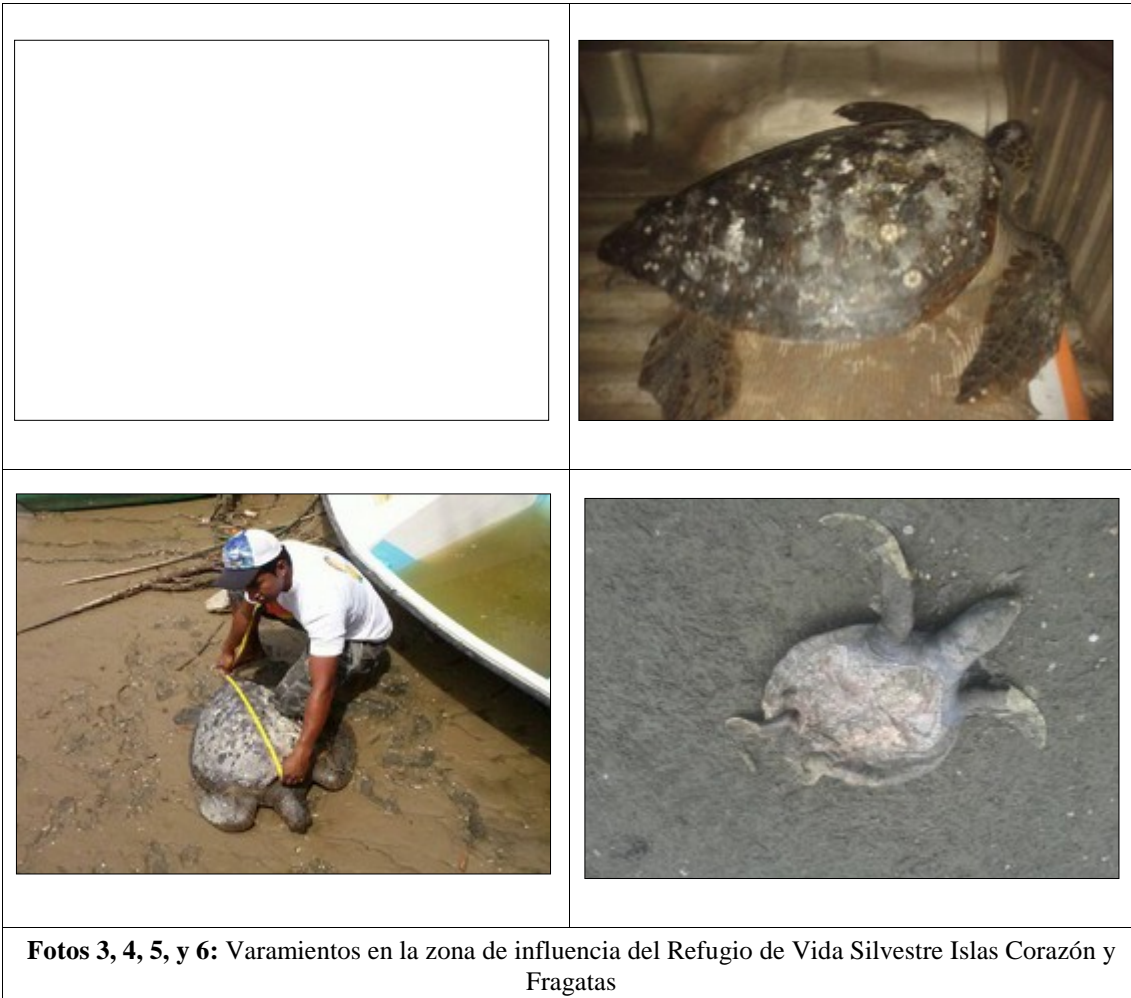 Fotos 3, 4, 5, y 6: Varamientos en la zona de influencia del Refugio de Vida Silvestre Islas Corazón y
Fragatas